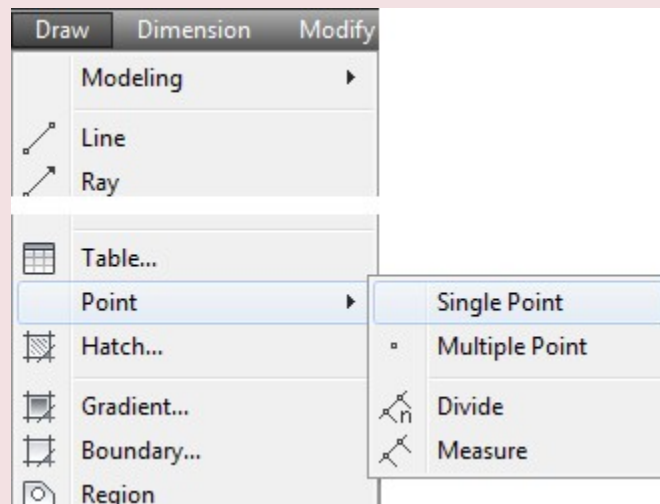 Draw Dimension Modify
Modeling
Line
Ray
Table...
Point
Single Point
Hatch...
Multiple Point
Gradient...
Divide
Boundary...
Measure
Region